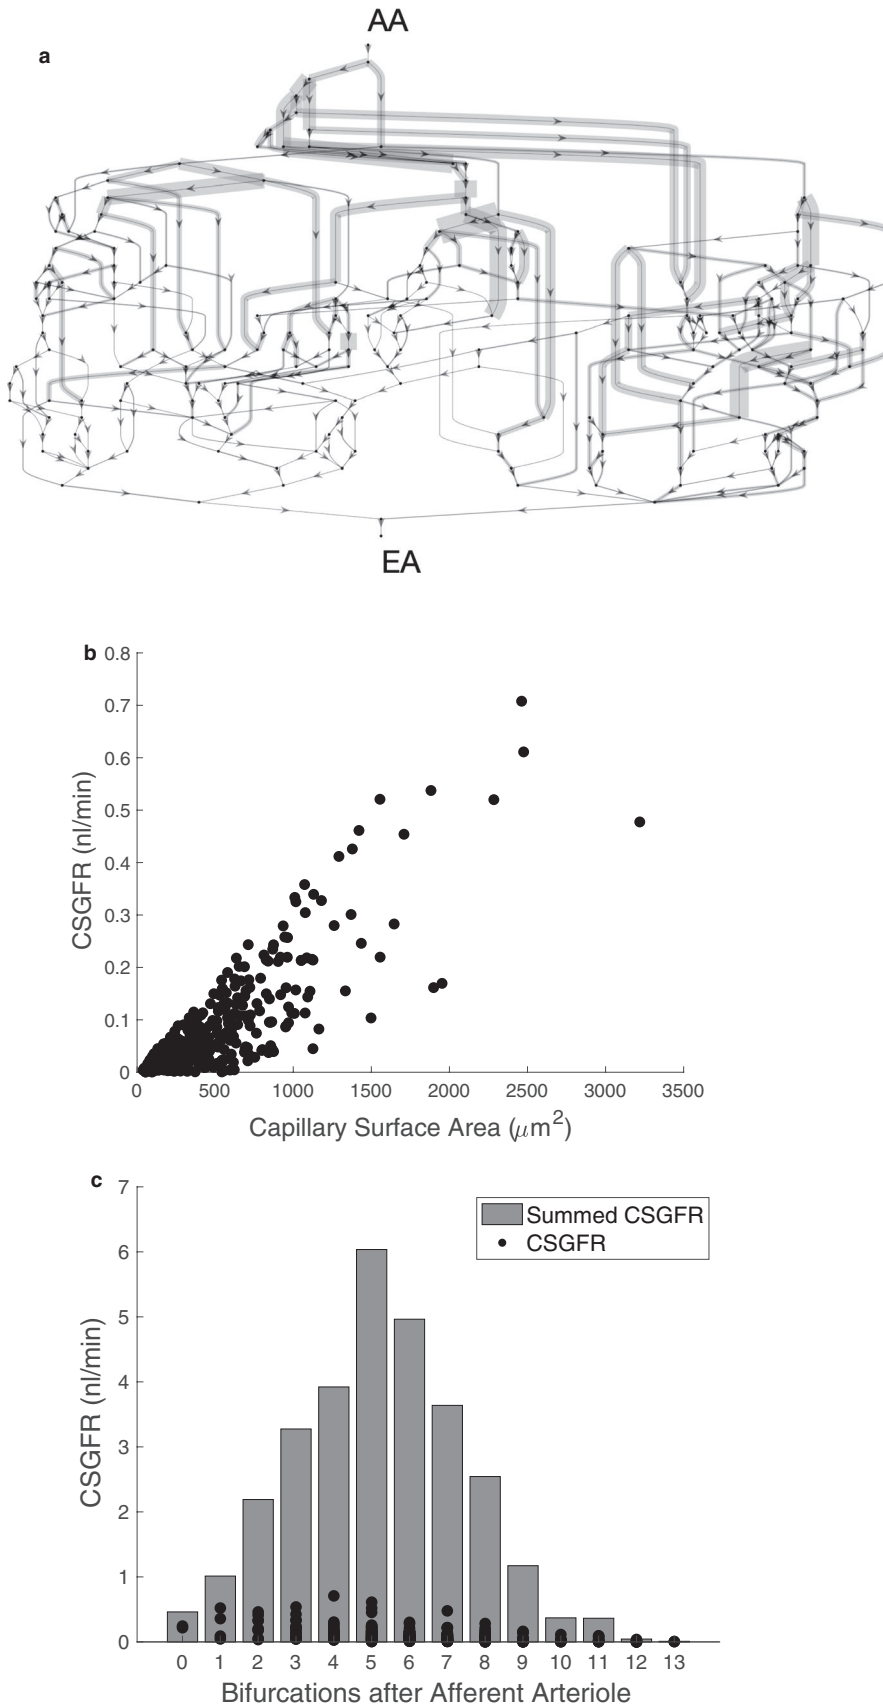 AA
a
EA
b
0.8
0.7
0.6
0.5
0.4
0.3
0.2
0.1
0
CSGFR (nl/min)
0 500 1000 1500 2000 2500 3000 3500
Capillary Surface Area (μm²)
c
7
6
5
4
3
2
1
0
CSGFR (nl/min)
Summed CSGFR
CSGFR
0 1 2 3 4 5 6 7 8 9 10 11 12 13
Bifurcations after Afferent Arteriole